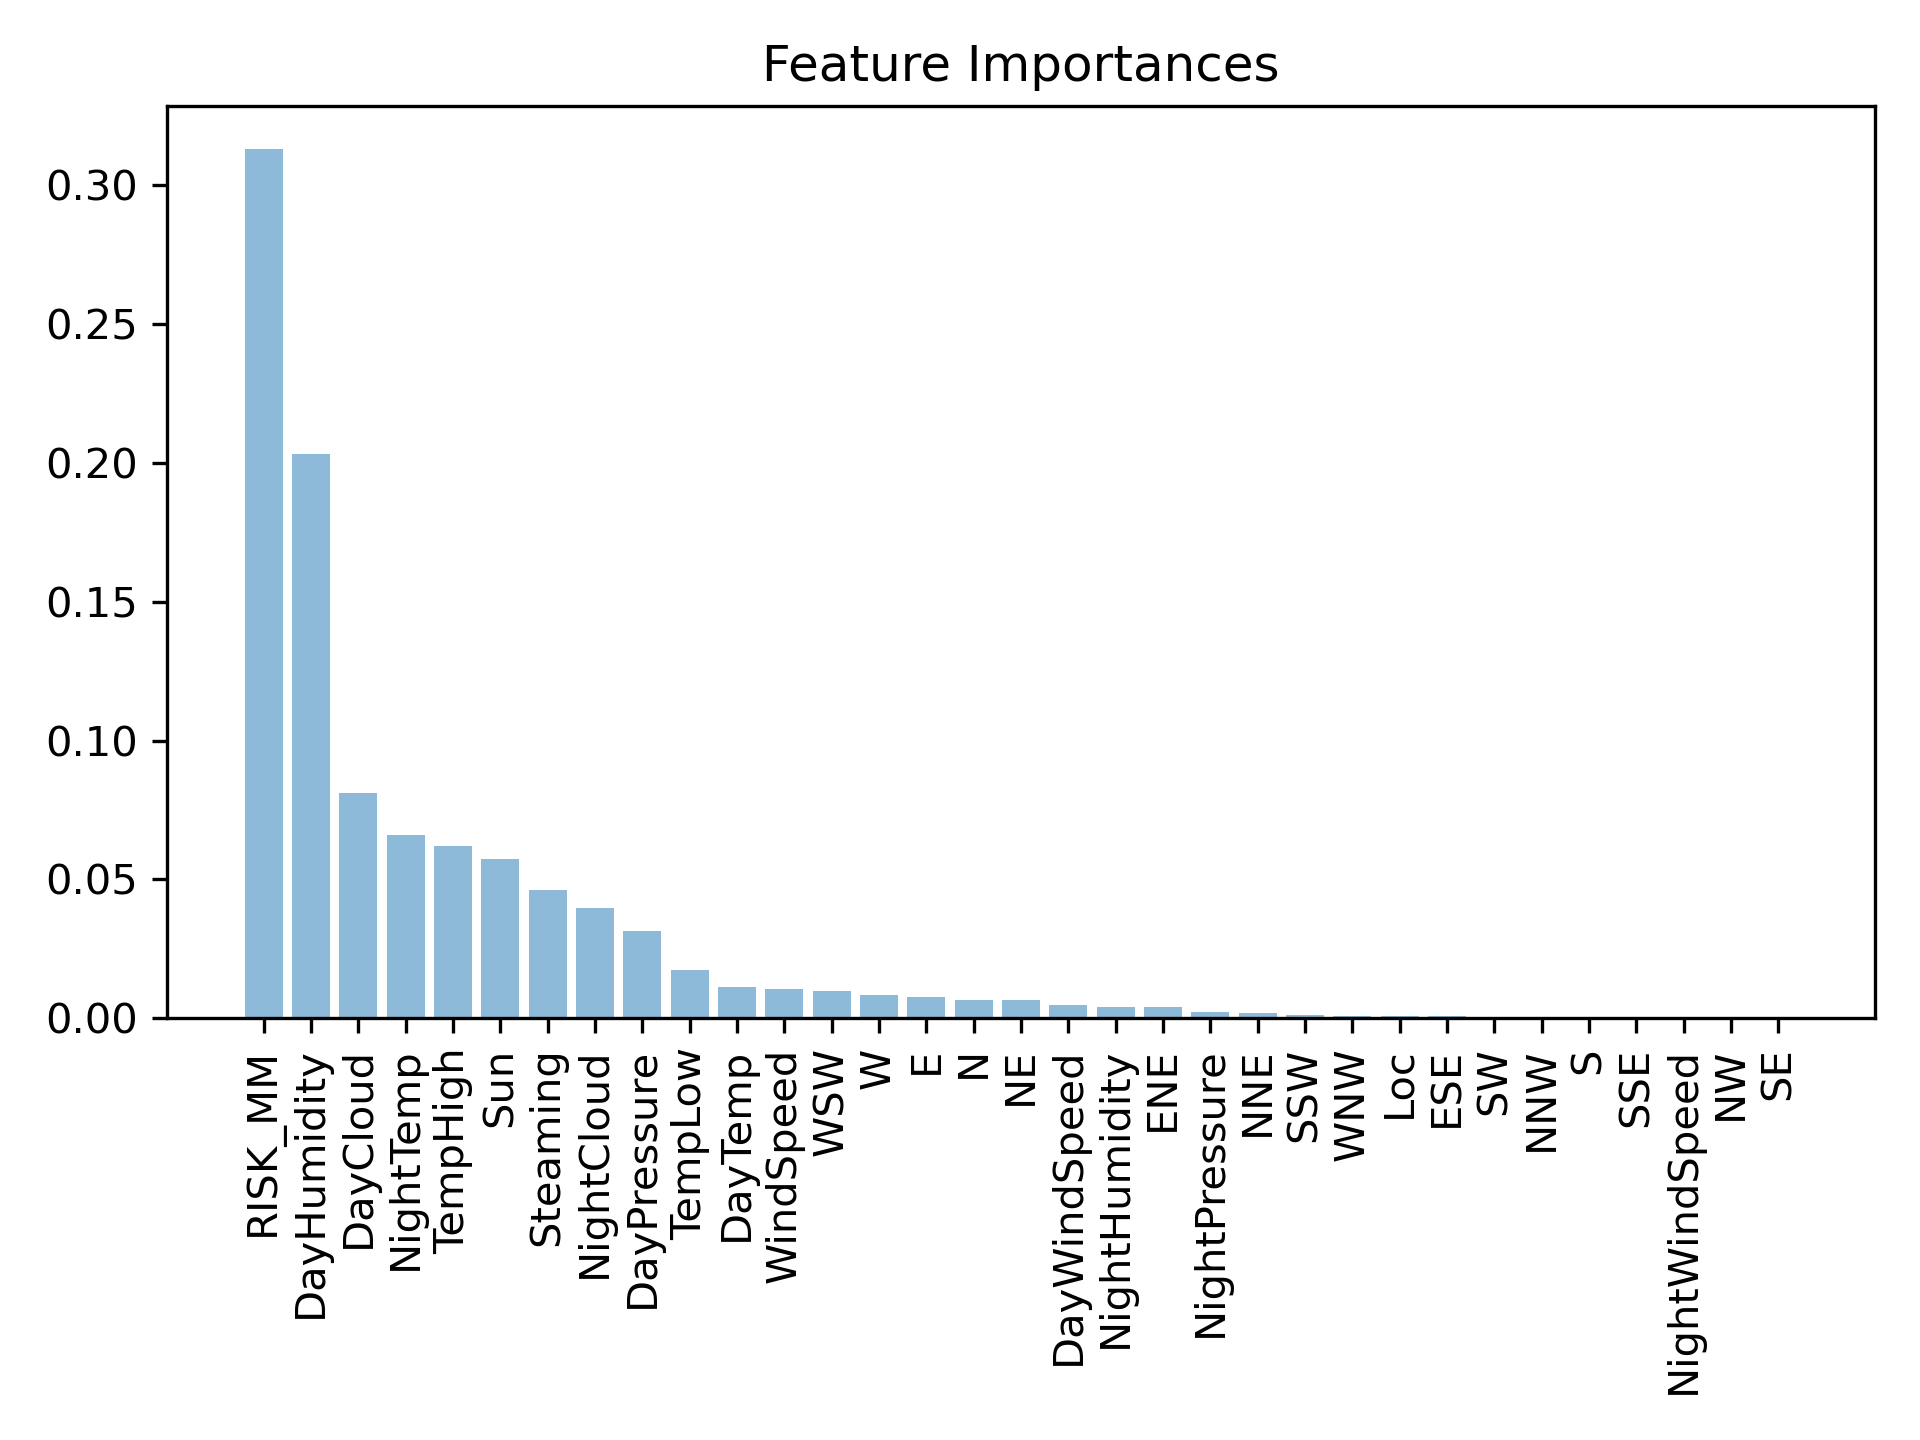 Feature Importances
0.30
0.25
0.20
0.15
0.10
0.05
0.00
RISK_MM
DayHumidity
DayCloud
NightTemp
TempHigh
Sun
Steaming
NightCloud
DayPressure
TempLow
DayTemp
WindSpeed
WSW
W
E
N
NE
DayWindSpeed
NightHumidity
ENE
NightPressure
NNE
SSW
WNW
Loc
ESE
SW
NNW
S
SSE
NightWindSpeed
NW
SE